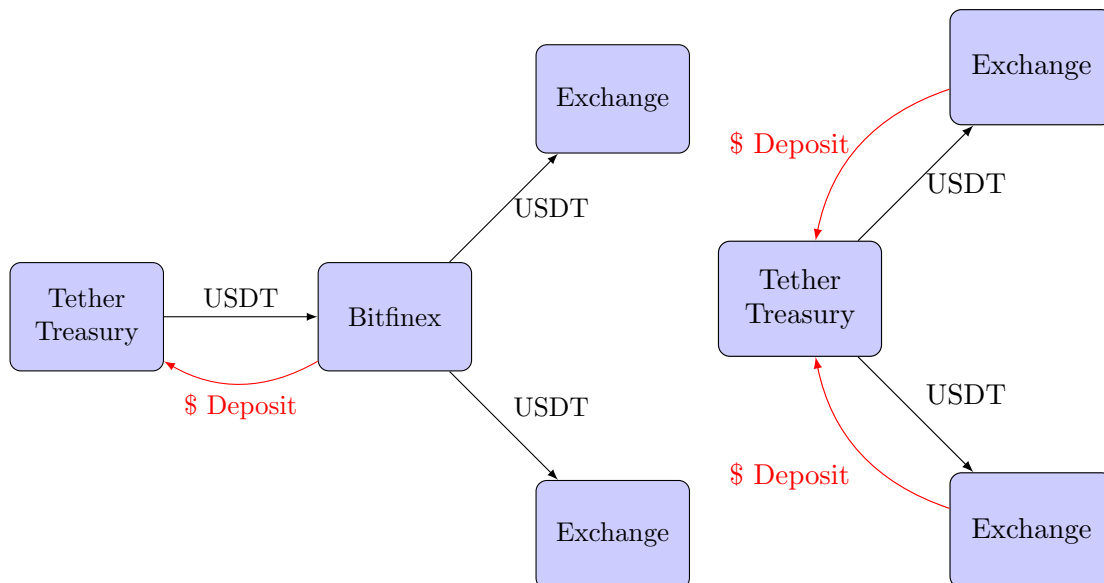 Exchange
USDT
Tether
Treasury
USDT
Bitfinex
$ Deposit
USDT
Exchange
Exchange
$ Deposit
USDT
Tether
Treasury
USDT
$ Deposit
Exchange